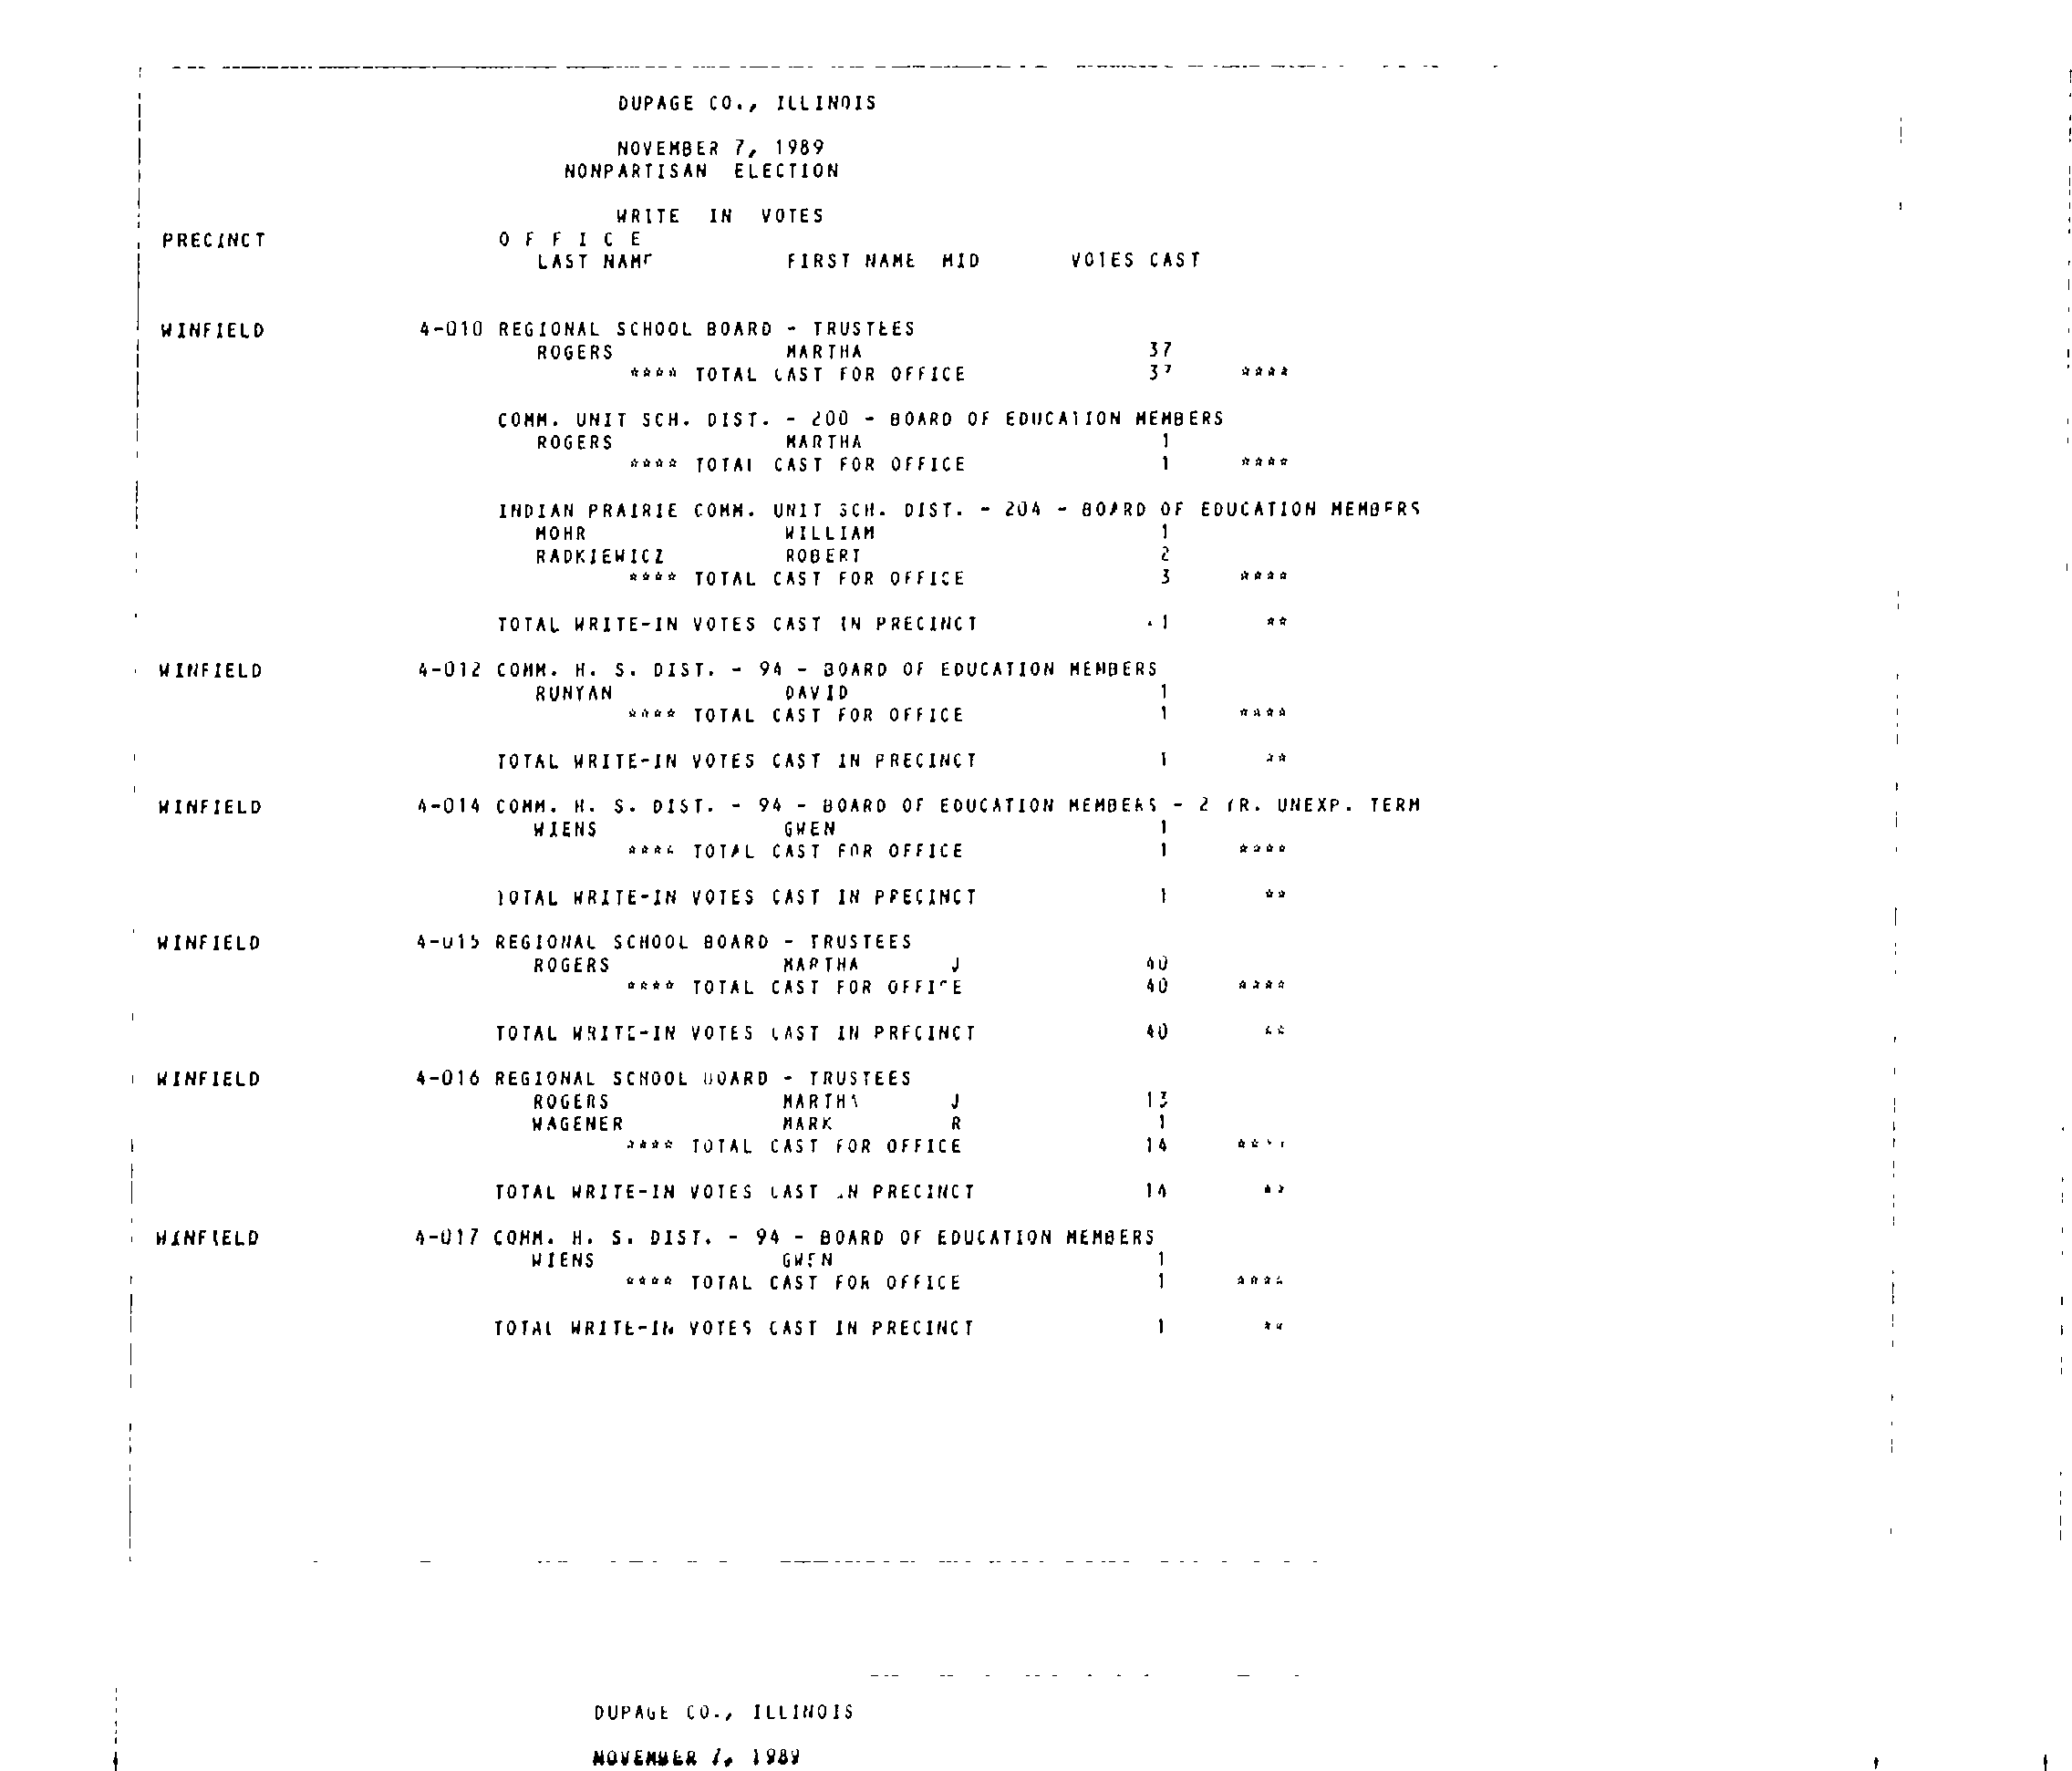 DUPAGE CO., ILLINOIS
NOVEMBER 7, 1989
NONPARTISAN ELECTION
WRITE IN VOTES
PRECINCT O F F I C E
LAST NAME FIRST NAME MID VOTES CAST
WINFIELD 4-010 REGIONAL SCHOOL BOARD - TRUSTEES
ROGERS MARTHA 37
**** TOTAL CAST FOR OFFICE 37 ****
COMM. UNIT SCH. DIST. - 200 - BOARD OF EDUCATION MEMBERS
ROGERS MARTHA 1
**** TOTAL CAST FOR OFFICE 1 ****
INDIAN PRAIRIE COMM. UNIT SCH. DIST. - 204 - BOARD OF EDUCATION MEMBERS
MOHR WILLIAM 1
RADKIEWICZ ROBERT 2
**** TOTAL CAST FOR OFFICE 3 ****
TOTAL WRITE-IN VOTES CAST IN PRECINCT **
WINFIELD 4-012 COMM. H. S. DIST. - 94 - BOARD OF EDUCATION MEMBERS
RUNYAN DAVID 1
**** TOTAL CAST FOR OFFICE 1 ****
TOTAL WRITE-IN VOTES CAST IN PRECINCT 1 **
WINFIELD 4-014 COMM. H. S. DIST. - 94 - BOARD OF EDUCATION MEMBERS - 2 YR. UNEXP. TERM
WIENS GWEN 1
**** TOTAL CAST FOR OFFICE 1 ****
TOTAL WRITE-IN VOTES CAST IN PRECINCT 1 **
WINFIELD 4-015 REGIONAL SCHOOL BOARD - TRUSTEES
ROGERS MARTHA J 40
**** TOTAL CAST FOR OFFICE 40 ****
TOTAL WRITE-IN VOTES CAST IN PRECINCT 40 **
WINFIELD 4-016 REGIONAL SCHOOL BOARD - TRUSTEES
ROGERS MARTHA J 13
WAGENER MARK R 1
**** TOTAL CAST FOR OFFICE 14 ****
TOTAL WRITE-IN VOTES CAST IN PRECINCT 14 **
WINFIELD 4-017 COMM. H. S. DIST. - 94 - BOARD OF EDUCATION MEMBERS
WIENS GWEN 1
**** TOTAL CAST FOR OFFICE 1 ****
TOTAL WRITE-IN VOTES CAST IN PRECINCT 1 **
DUPAGE CO., ILLINOIS
NOVEMBER 7, 1989